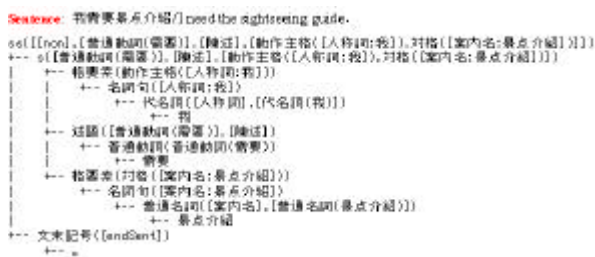 Sentence: 我需要景点介紹/I need the sightseeing guide.
ss([[non],[普通動詞(需要)],[陳述],[動作主格([人称詞:我]),対格([案内名:景点介紹])]])
+-- s([普通動詞(需要)],[陳述],[動作主格([人称詞:我]),対格([案内名:景点介紹])])
| +-- 格要素(動作主格([人称詞:我]))
| | +-- 名詞句([人称詞:我])
| | +-- 代名詞([人称詞],[代名詞(我)])
| | +-- 我
| +-- 述語([普通動詞(需要)],[陳述])
| | +-- 普通動詞(普通動詞(需要))
| | +-- 需要
| +-- 格要素(対格([案内名:景点介紹]))
| +-- 名詞句([案内名:景点介紹])
| +-- 普通名詞([案内名],[普通名詞(景点介紹)])
| +-- 景点介紹
+-- 文末記号([endSent])
+-- 。